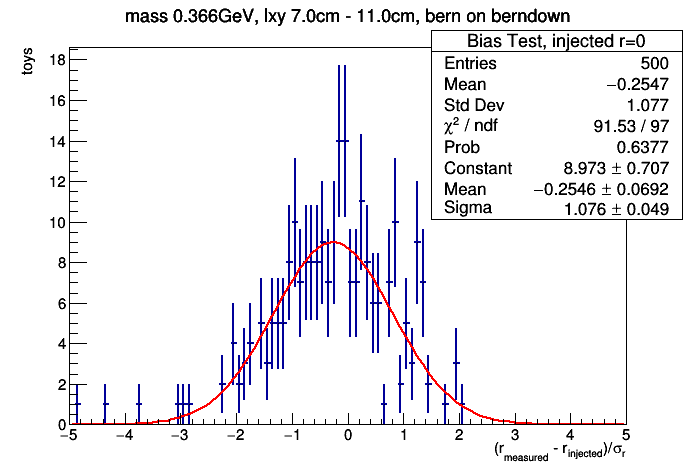 mass 0.366GeV, lxy 7.0cm - 11.0cm, bern on berndown
Bias Test, injected r=0
Entries 500
Mean −0.2547
Std Dev 1.077
χ² / ndf 91.53 / 97
Prob 0.6377
Constant 8.973 ± 0.707
Mean −0.2546 ± 0.0692
Sigma 1.076 ± 0.049
toys
18
16
14
12
10
8
6
4
2
0
−5 −4 −3 −2 −1 0 1 2 3 4 5
(r_measured - r_injected)/σ_r